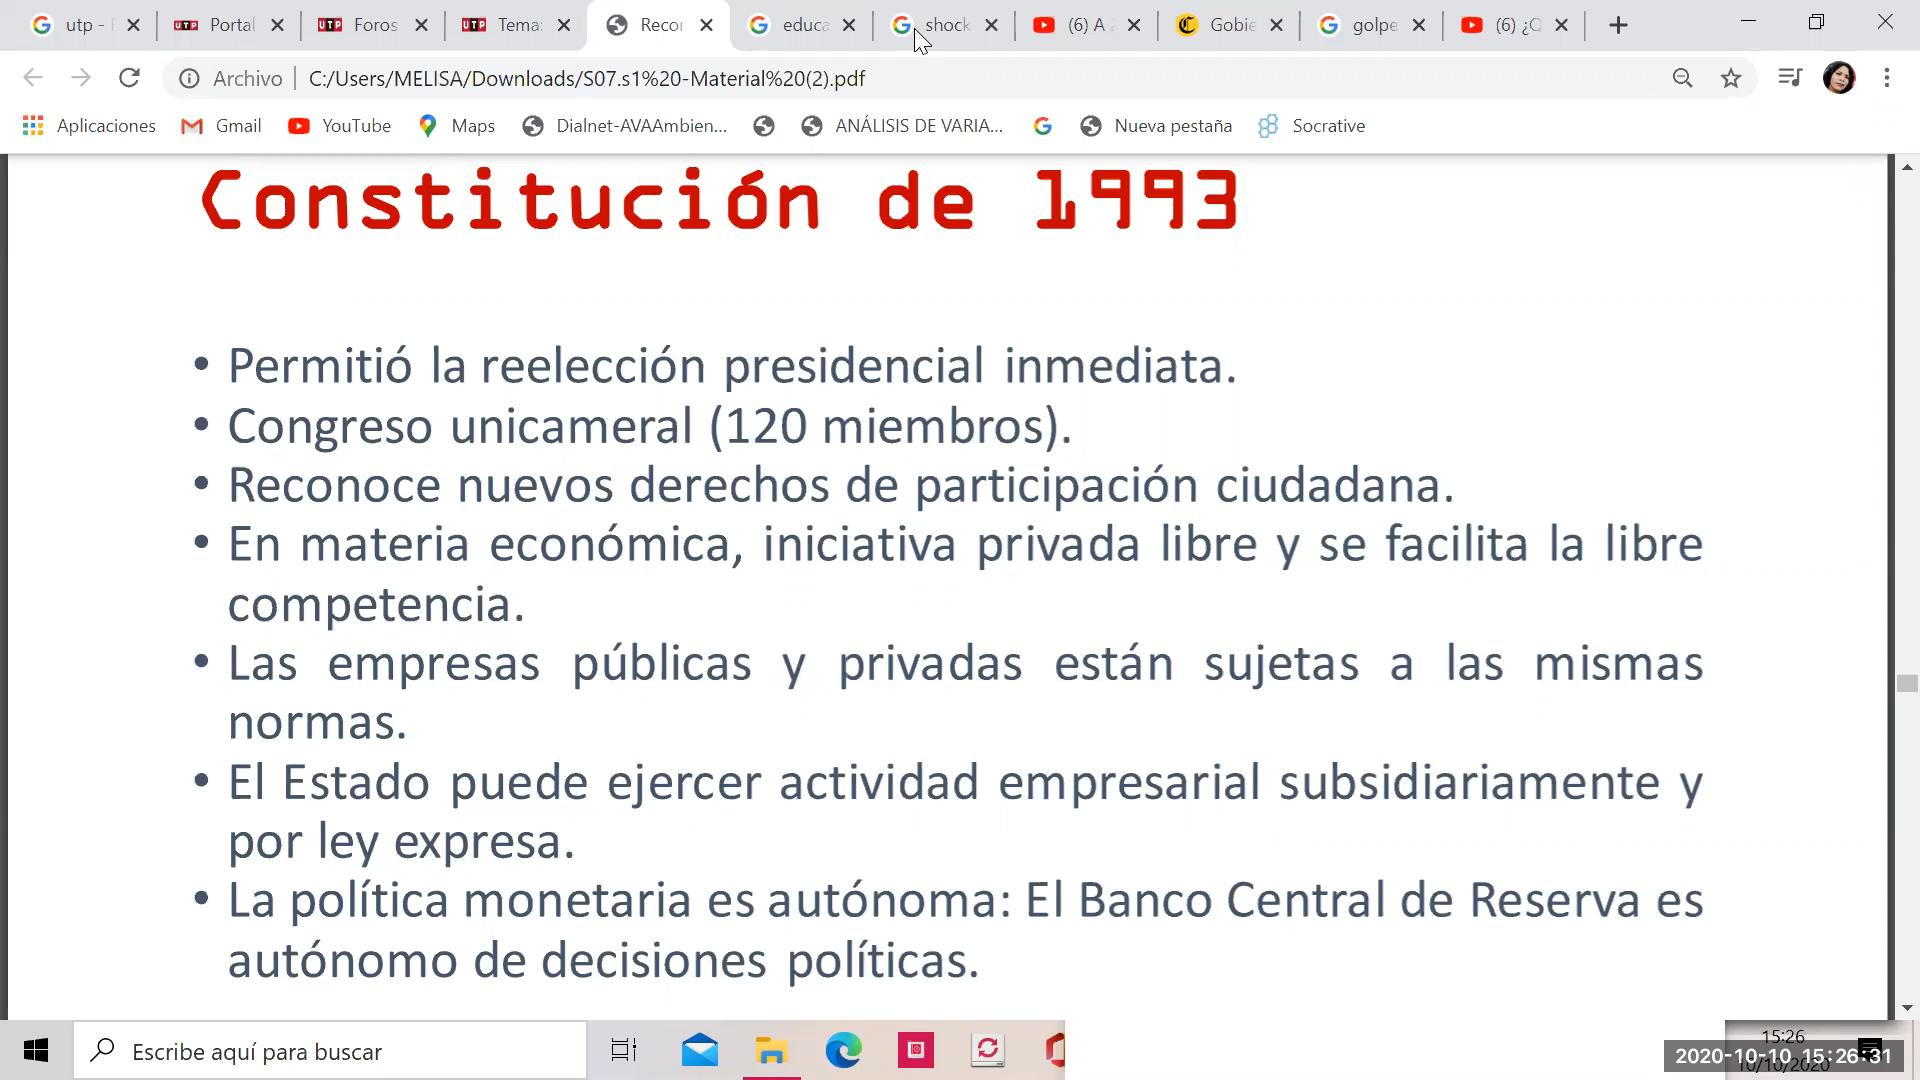 utp -
Portal
Foros
Tema:
Recor
educa
shock
(6) A
Gobie
golpe
(6) ¿C
Archivo
C:/Users/MELISA/Downloads/S07.s1%20-Material%20(2).pdf
Aplicaciones
Gmail
YouTube
Maps
Dialnet-AVAAmbien...
ANÁLISIS DE VARIA...
Nueva pestaña
Socrative
Constitución de 1993
• Permitió la reelección presidencial inmediata.
• Congreso unicameral (120 miembros).
• Reconoce nuevos derechos de participación ciudadana.
• En materia económica, iniciativa privada libre y se facilita la libre
competencia.
• Las empresas públicas y privadas están sujetas a las mismas
normas.
• El Estado puede ejercer actividad empresarial subsidiariamente y
por ley expresa.
• La política monetaria es autónoma: El Banco Central de Reserva es
autónomo de decisiones políticas.
Escribe aquí para buscar
15:26
2020-10-10 15:26:31
10/10/2020